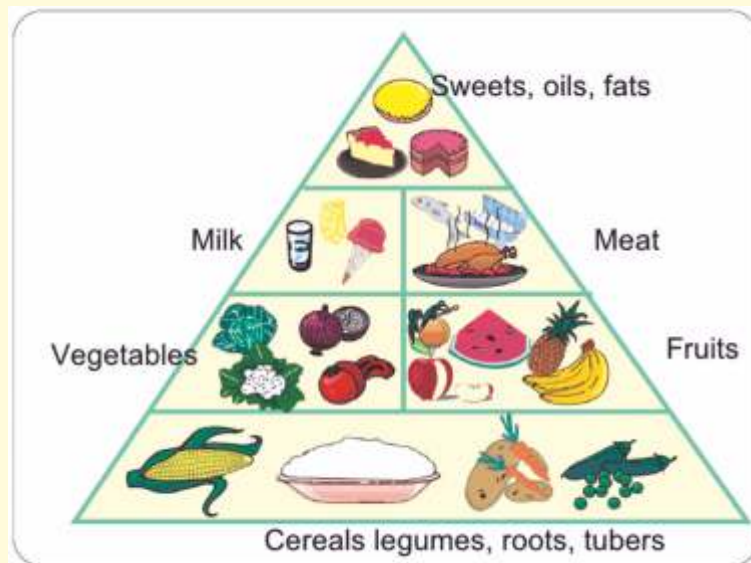 Sweets, oils, fats
Milk
Meat
Vegetables
Fruits
Cereals legumes, roots, tubers